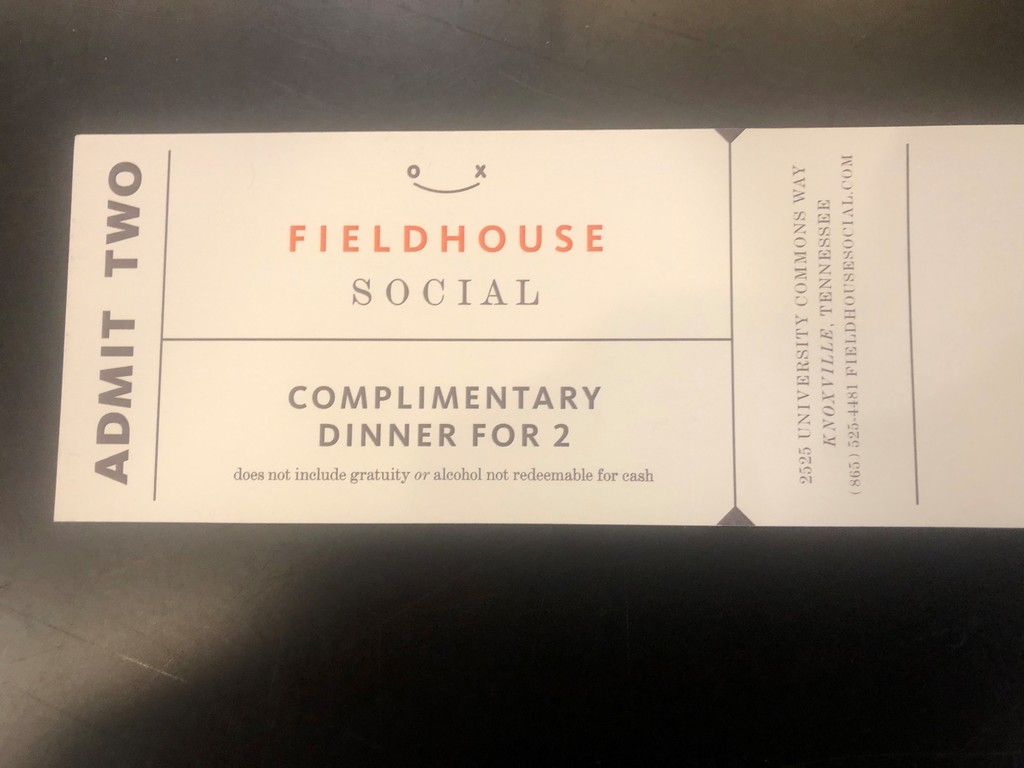 ADMIT TWO
O X
FIELDHOUSE
SOCIAL
COMPLIMENTARY
DINNER FOR 2
does not include gratuity or alcohol not redeemable for cash
2525 UNIVERSITY COMMONS WAY
KNOXVILLE, TENNESSEE
(865) 525-4481 FIELDHOUSESOCIAL.COM